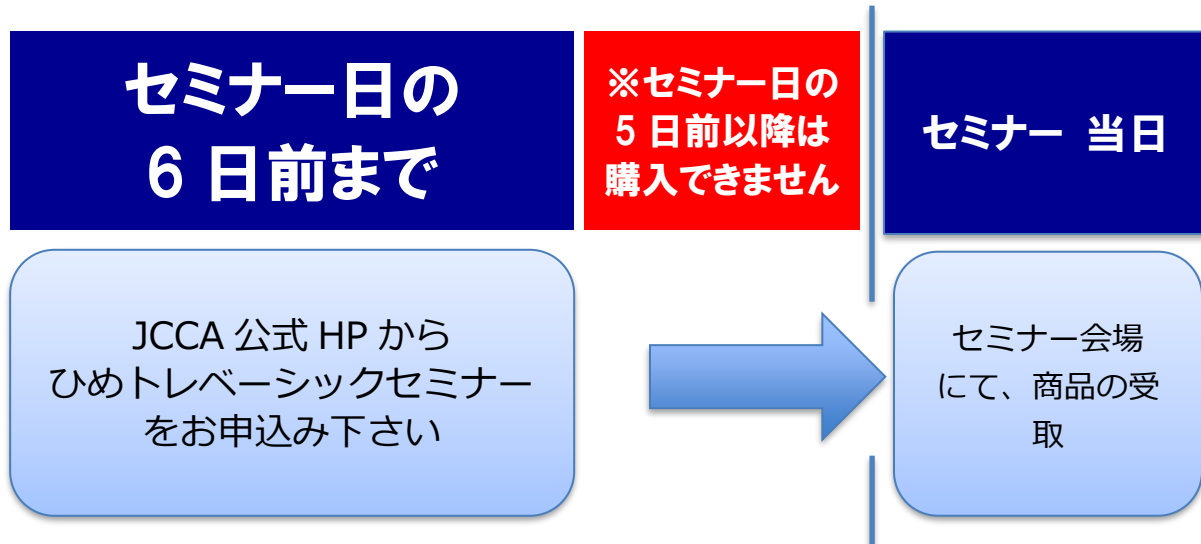 セミナー日の
6 日前まで
※セミナー日の
5 日前以降は
購入できません
セミナー 当日
JCCA 公式 HP から
ひめトレベーシックセミナー
をお申込み下さい
セミナー会場
にて、商品の受
取